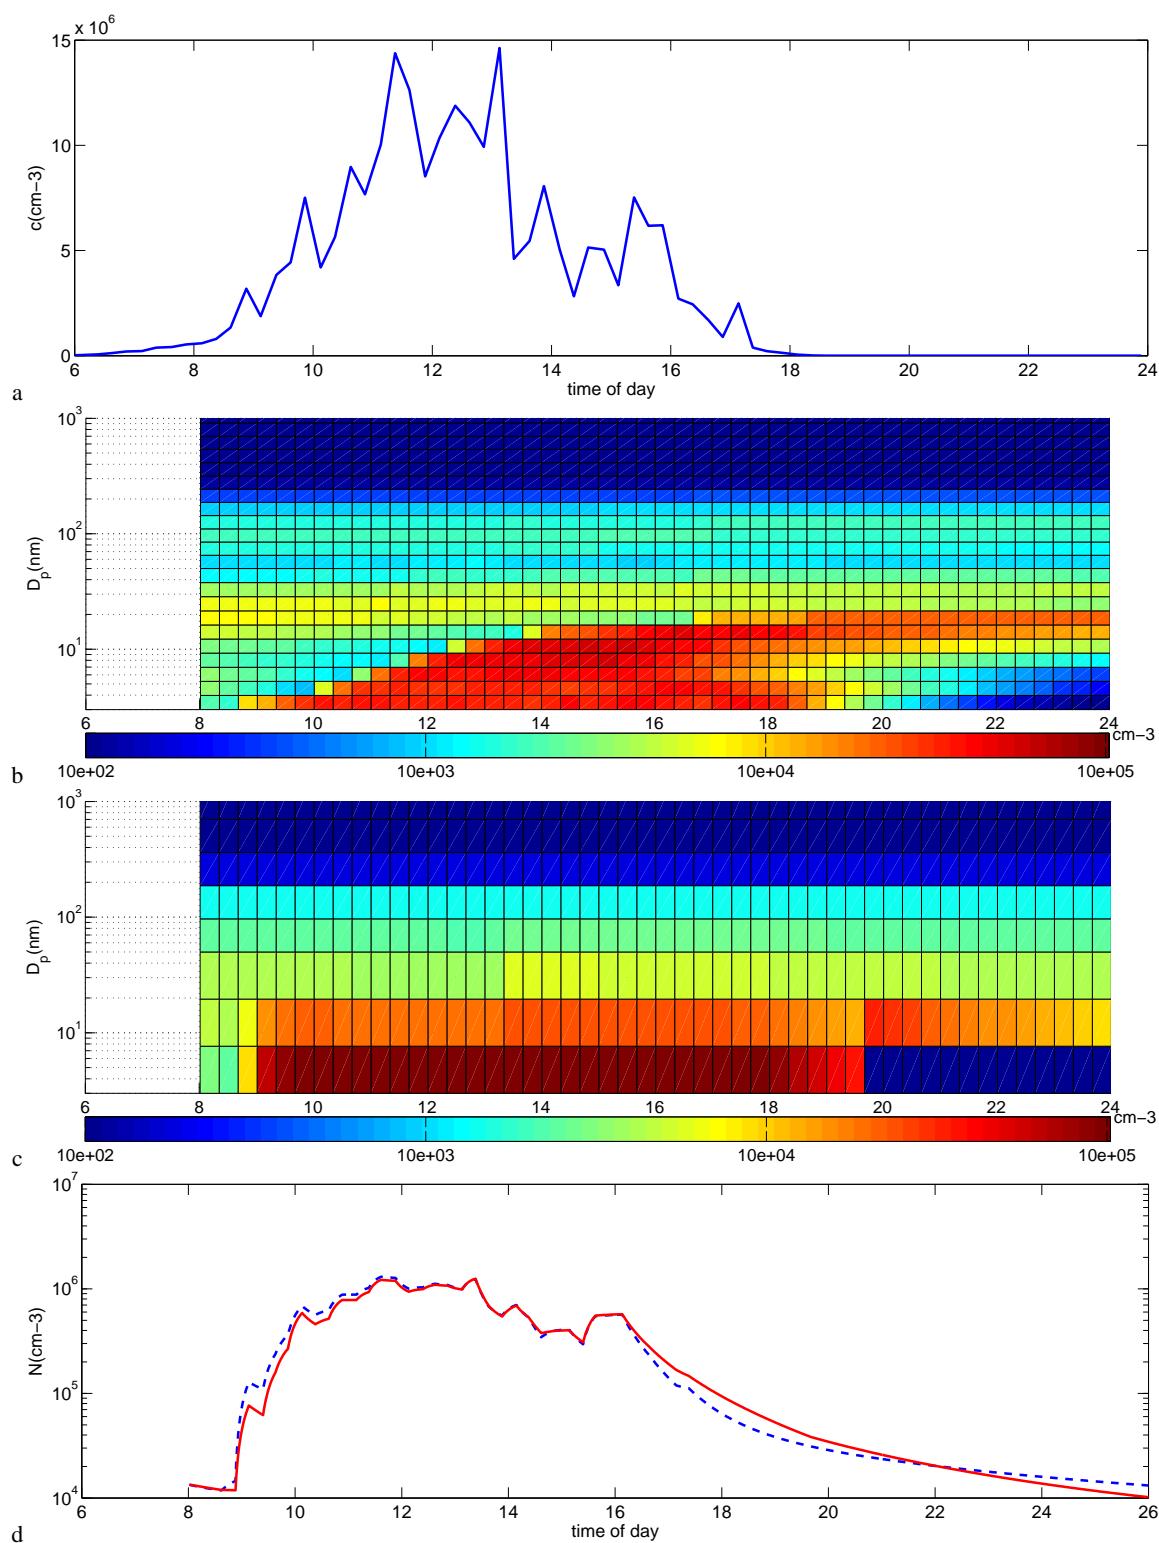 x 10^6
15
10
5
0
c(cm−3)
6 8 10 12 14 16 18 20 22 24
time of day
a
10^3
10^2
10^1
D_p(nm)
6 8 10 12 14 16 18 20 22 24
cm−3
10e+02 10e+03 10e+04 10e+05
b
10^3
10^2
10^1
D_p(nm)
6 8 10 12 14 16 18 20 22 24
cm−3
10e+02 10e+03 10e+04 10e+05
c
10^7
10^6
10^5
10^4
N(cm−3)
6 8 10 12 14 16 18 20 22 24 26
time of day
d